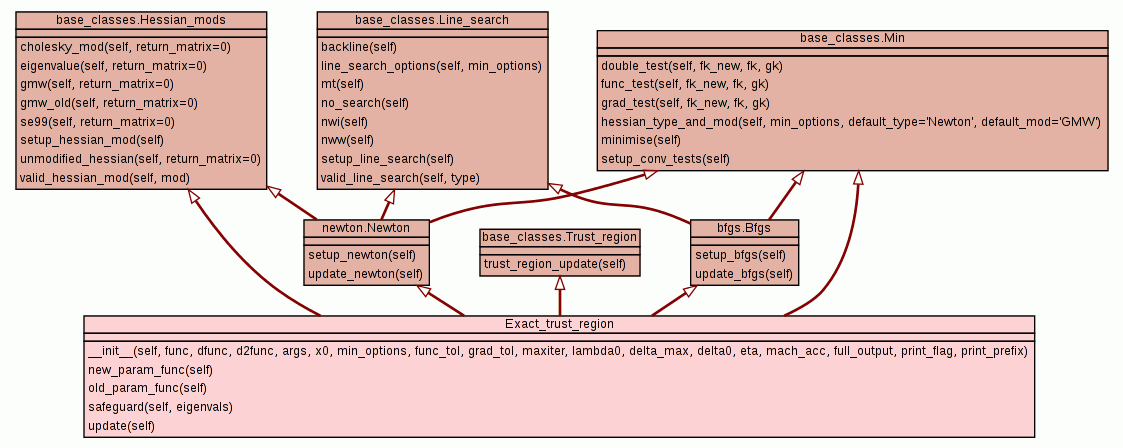 base_classes.Hessian_mods
cholesky_mod(self, return_matrix=0)
eigenvalue(self, return_matrix=0)
gmw(self, return_matrix=0)
gmw_old(self, return_matrix=0)
se99(self, return_matrix=0)
setup_hessian_mod(self)
unmodified_hessian(self, return_matrix=0)
valid_hessian_mod(self, mod)
base_classes.Line_search
backline(self)
line_search_options(self, min_options)
mt(self)
no_search(self)
nwi(self)
nww(self)
setup_line_search(self)
valid_line_search(self, type)
base_classes.Min
double_test(self, fk_new, fk, gk)
func_test(self, fk_new, fk, gk)
grad_test(self, fk_new, fk, gk)
hessian_type_and_mod(self, min_options, default_type='Newton', default_mod='GMW')
minimise(self)
setup_conv_tests(self)
newton.Newton
setup_newton(self)
update_newton(self)
base_classes.Trust_region
trust_region_update(self)
bfgs.Bfgs
setup_bfgs(self)
update_bfgs(self)
Exact_trust_region
__init__(self, func, dfunc, d2func, args, x0, min_options, func_tol, grad_tol, maxiter, lambda0, delta_max, delta0, eta, mach_acc, full_output, print_flag, print_prefix)
new_param_func(self)
old_param_func(self)
safeguard(self, eigenvals)
update(self)